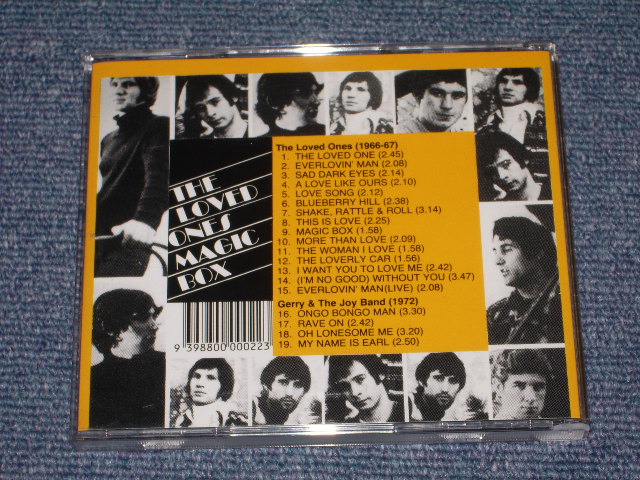 THE
LOVED
ONES
MAGIC
BOX
The Loved Ones (1966-67)
1. THE LOVED ONE (2.45)
2. EVERLOVIN' MAN (2.08)
3. SAD DARK EYES (2.14)
4. A LOVE LIKE OURS (2.10)
5. LOVE SONG (2.12)
6. BLUEBERRY HILL (2.38)
7. SHAKE, RATTLE & ROLL (3.14)
8. THIS IS LOVE (2.25)
9. MAGIC BOX (1.58)
10. MORE THAN LOVE (2.09)
11. THE WOMAN I LOVE (1.58)
12. THE LOVERLY CAR (1.56)
13. I WANT YOU TO LOVE ME (2.42)
14. (I'M NO GOOD) WITHOUT YOU (3.47)
15. EVERLOVIN' MAN(LIVE) (2.08)
Gerry & The Joy Band (1972)
16. ONGO BONGO MAN (3.30)
17. RAVE ON (2.42)
18. OH LONESOME ME (3.20)
19. MY NAME IS EARL (2.50)
9 398800 000223